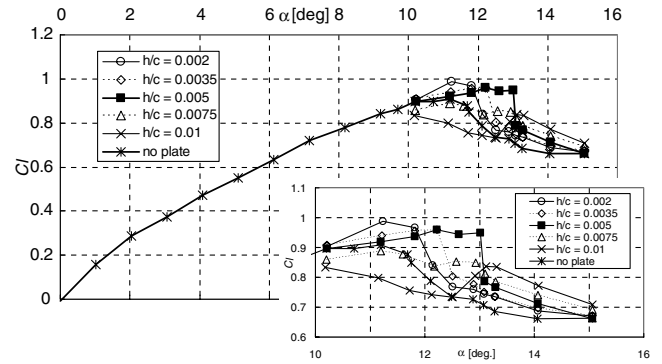 0 2 4 6 α [deg] 8 10 12 14 16
1.2
1
0.8
0.6
0.4
0.2
0
Cl
h/c = 0.002
h/c = 0.0035
h/c = 0.005
h/c = 0.0075
h/c = 0.01
no plate
1.1
1
0.9
0.8
0.7
0.6
Cl
h/c = 0.002
h/c = 0.0035
h/c = 0.005
h/c = 0.0075
h/c = 0.01
no plate
10 12 α [deg.] 14 16